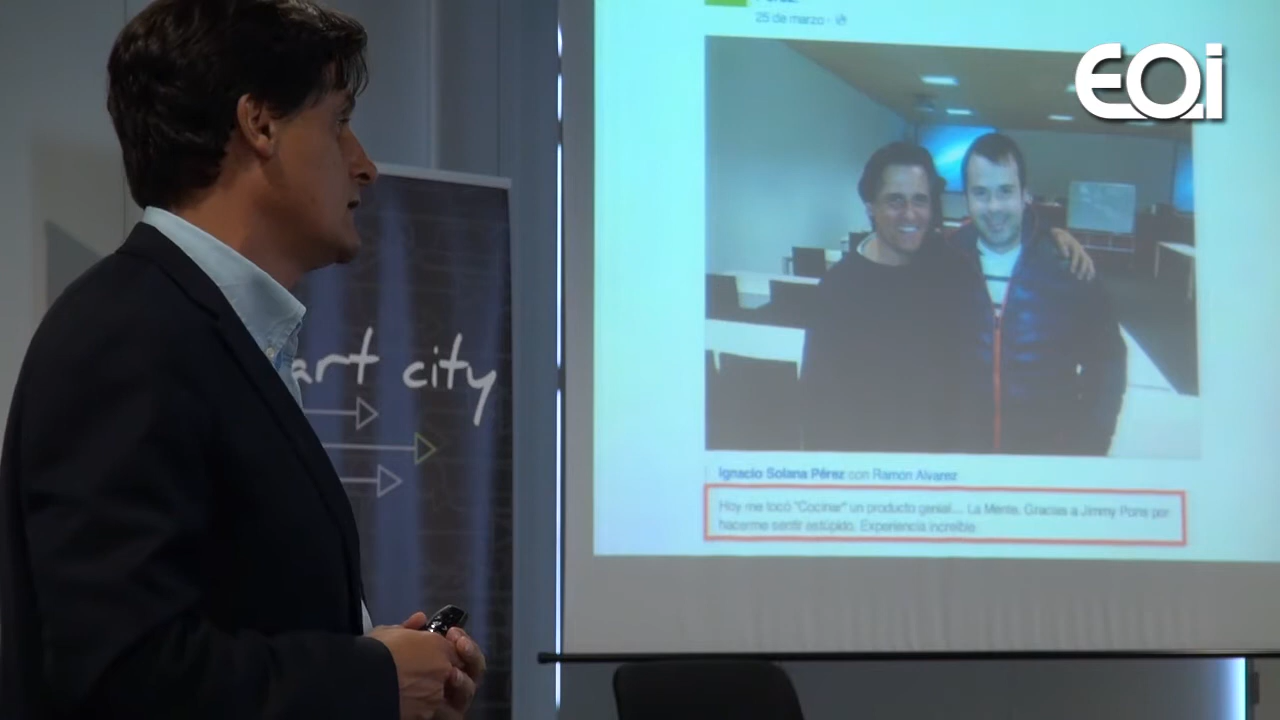 EOi
Pérez.
25 de marzo
art city
Ignacio Solana Pérez con Ramon Alvarez
Hoy me tocó "Cocinar" un producto genial.... La Mente. Gracias a Jimmy Pons por
hacerme sentir estúpido. Experiencia increíble